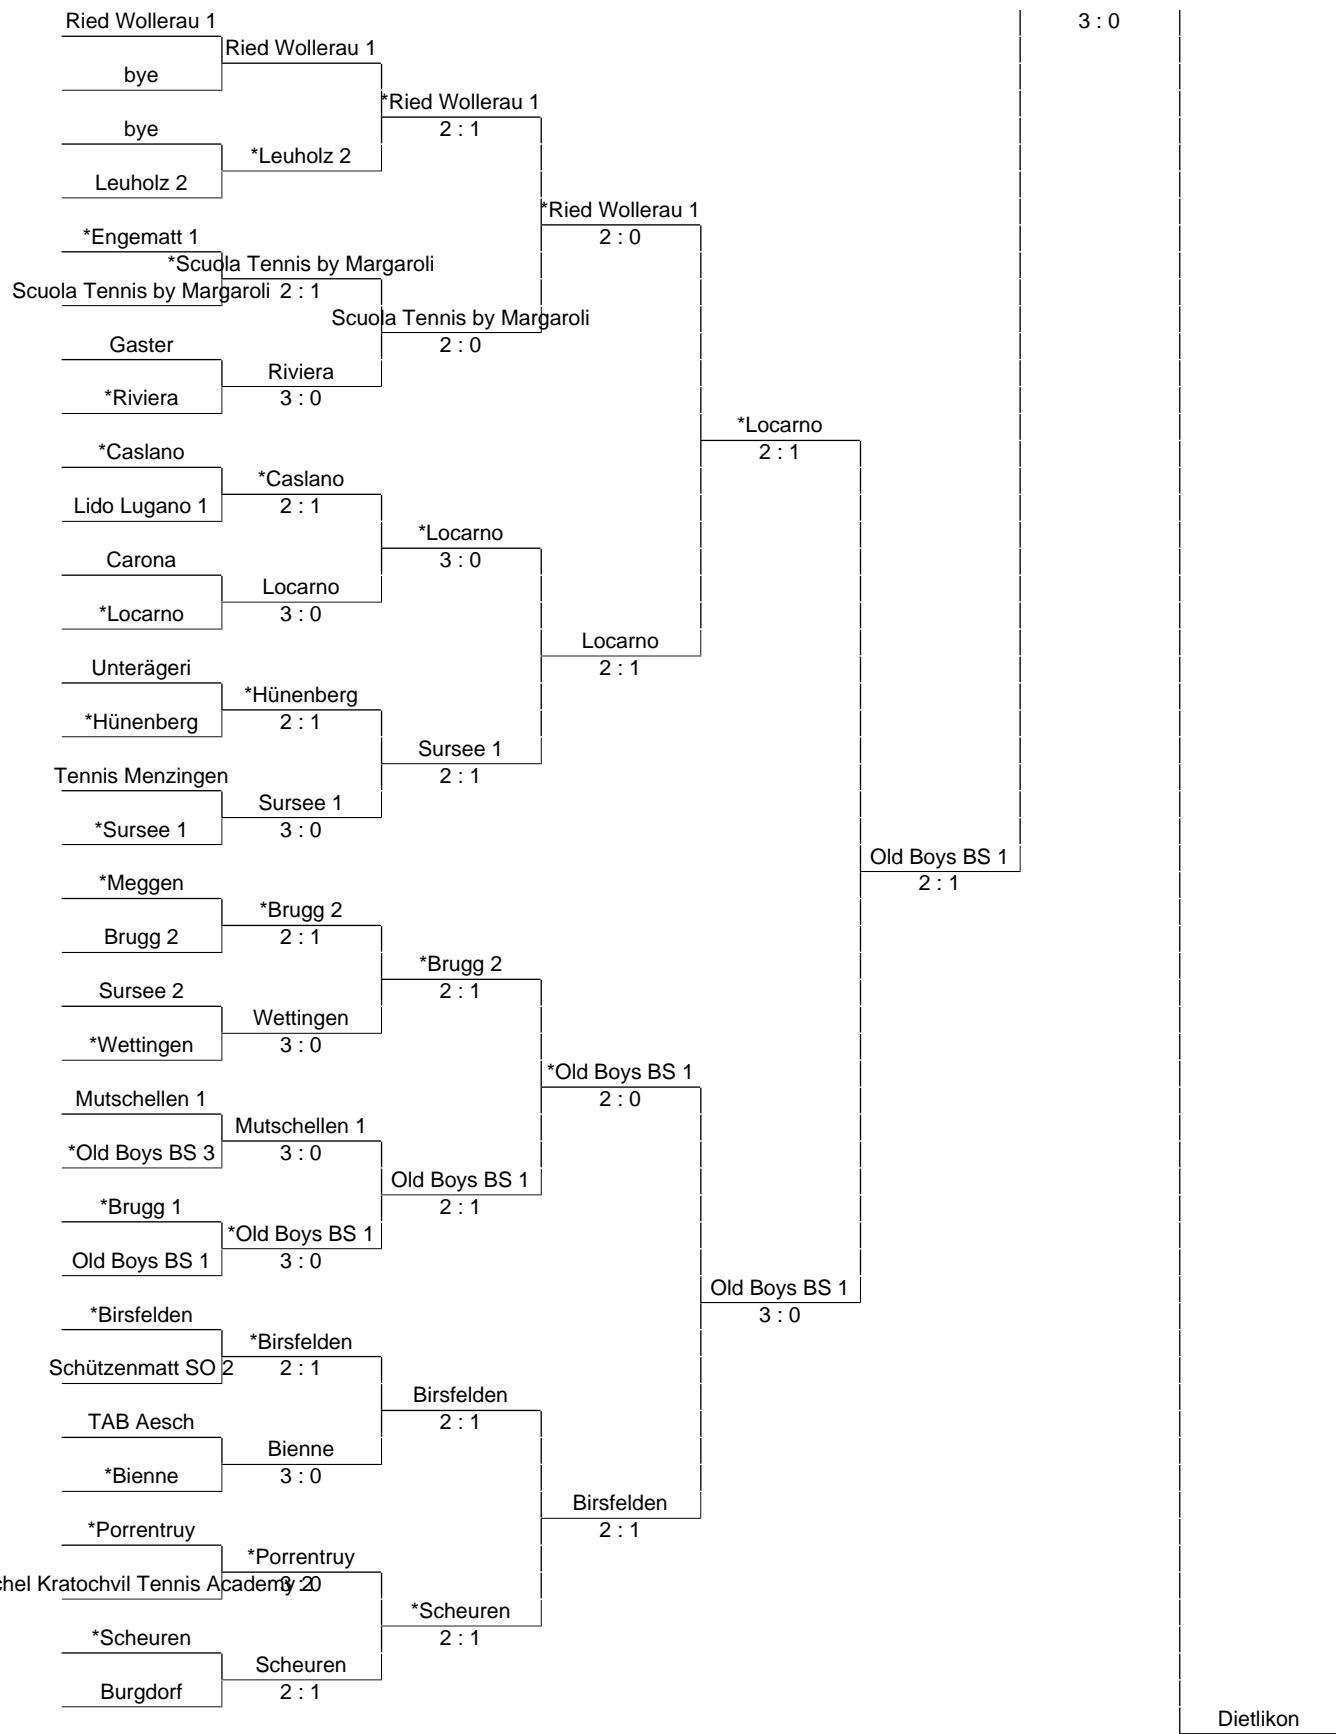 Ried Wollerau 1
3 : 0
Ried Wollerau 1
bye
*Ried Wollerau 1
bye
2 : 1
*Leuholz 2
Leuholz 2
*Ried Wollerau 1
*Engematt 1
2 : 0
*Scuola Tennis by Margaroli
Scuola Tennis by Margaroli
2 : 1
Scuola Tennis by Margaroli
Gaster
2 : 0
Riviera
*Riviera
3 : 0
*Locarno
*Caslano
2 : 1
*Caslano
Lido Lugano 1
2 : 1
*Locarno
Carona
3 : 0
Locarno
*Locarno
3 : 0
Locarno
Unterägeri
2 : 1
*Hünenberg
*Hünenberg
2 : 1
Sursee 1
Tennis Menzingen
2 : 1
Sursee 1
*Sursee 1
3 : 0
Old Boys BS 1
*Meggen
2 : 1
*Brugg 2
Brugg 2
2 : 1
*Brugg 2
Sursee 2
2 : 1
Wettingen
*Wettingen
3 : 0
*Old Boys BS 1
Mutschellen 1
2 : 0
Mutschellen 1
*Old Boys BS 3
3 : 0
Old Boys BS 1
*Brugg 1
2 : 1
*Old Boys BS 1
Old Boys BS 1
3 : 0
Old Boys BS 1
*Birsfelden
3 : 0
*Birsfelden
Schützenmatt SO 2
2 : 1
Birsfelden
TAB Aesch
2 : 1
Bienne
*Bienne
3 : 0
Birsfelden
*Porrentruy
2 : 1
*Porrentruy
chel Kratochvil Tennis Academy 2
3 : 0
*Scheuren
*Scheuren
2 : 1
Scheuren
Burgdorf
2 : 1
Dietlikon